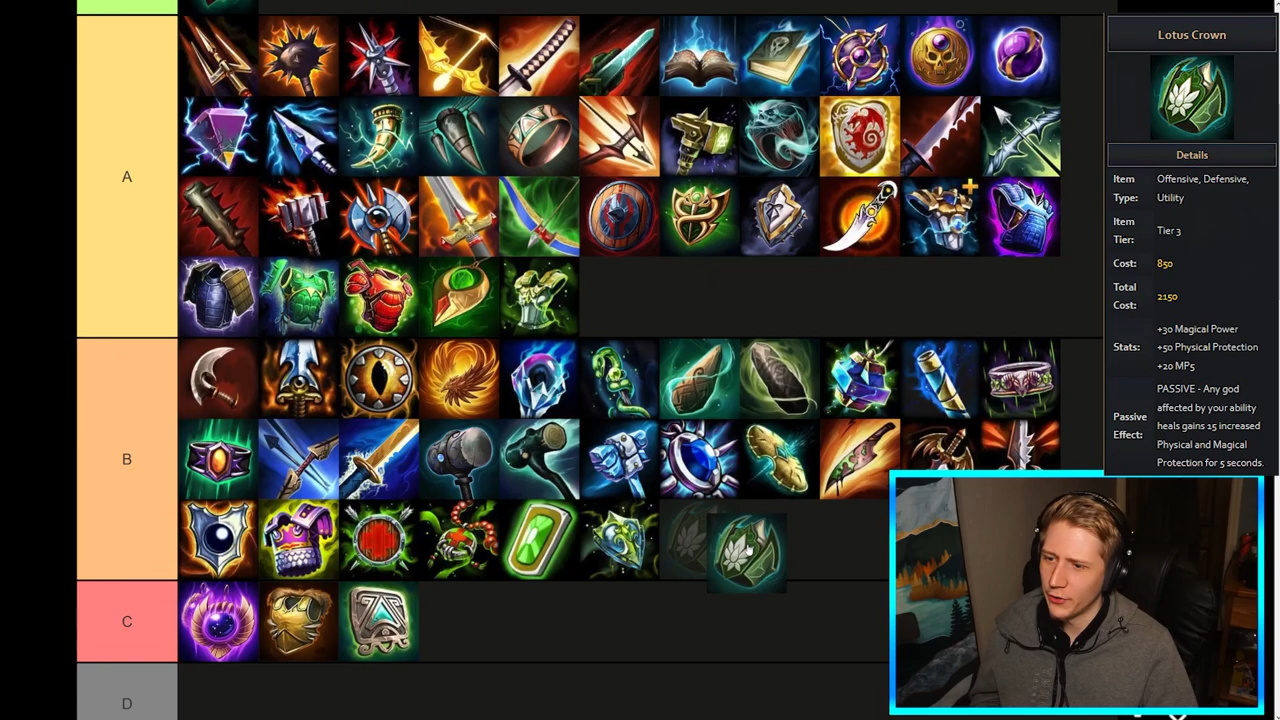 Lotus Crown
Details
Item Type: Offensive, Defensive, Utility
Item Tier: Tier 3
Cost: 850
Total Cost: 2150
Stats: +30 Magical Power
+50 Physical Protection
+20 MP5
Passive Effect: PASSIVE - Any god
affected by your ability
heals gains 15 increased
Physical and Magical
Protection for 5 seconds.
A
B
C
D